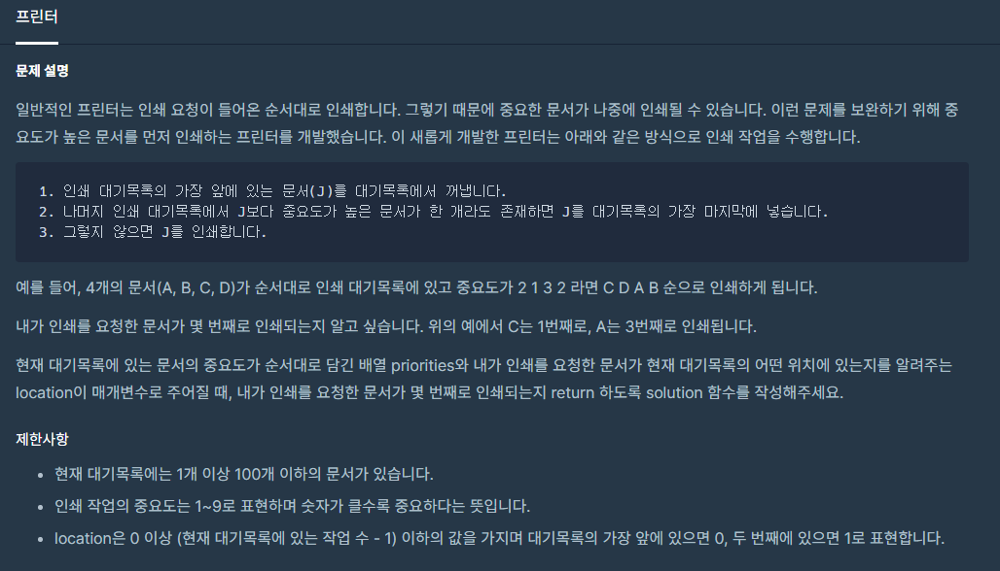 프린터
문제 설명
일반적인 프린터는 인쇄 요청이 들어온 순서대로 인쇄합니다. 그렇기 때문에 중요한 문서가 나중에 인쇄될 수 있습니다. 이런 문제를 보완하기 위해 중
요도가 높은 문서를 먼저 인쇄하는 프린터를 개발했습니다. 이 새롭게 개발한 프린터는 아래와 같은 방식으로 인쇄 작업을 수행합니다.
1. 인쇄 대기목록의 가장 앞에 있는 문서(J)를 대기목록에서 꺼냅니다.
2. 나머지 인쇄 대기목록에서 J보다 중요도가 높은 문서가 한 개라도 존재하면 J를 대기목록의 가장 마지막에 넣습니다.
3. 그렇지 않으면 J를 인쇄합니다.
예를 들어, 4개의 문서(A, B, C, D)가 순서대로 인쇄 대기목록에 있고 중요도가 2 1 3 2 라면 C D A B 순으로 인쇄하게 됩니다.
내가 인쇄를 요청한 문서가 몇 번째로 인쇄되는지 알고 싶습니다. 위의 예에서 C는 1번째로, A는 3번째로 인쇄됩니다.
현재 대기목록에 있는 문서의 중요도가 순서대로 담긴 배열 priorities와 내가 인쇄를 요청한 문서가 현재 대기목록의 어떤 위치에 있는지를 알려주는
location이 매개변수로 주어질 때, 내가 인쇄를 요청한 문서가 몇 번째로 인쇄되는지 return 하도록 solution 함수를 작성해주세요.
제한사항
• 현재 대기목록에는 1개 이상 100개 이하의 문서가 있습니다.
• 인쇄 작업의 중요도는 1~9로 표현하며 숫자가 클수록 중요하다는 뜻입니다.
• location은 0 이상 (현재 대기목록에 있는 작업 수 - 1) 이하의 값을 가지며 대기목록의 가장 앞에 있으면 0, 두 번째에 있으면 1로 표현합니다.